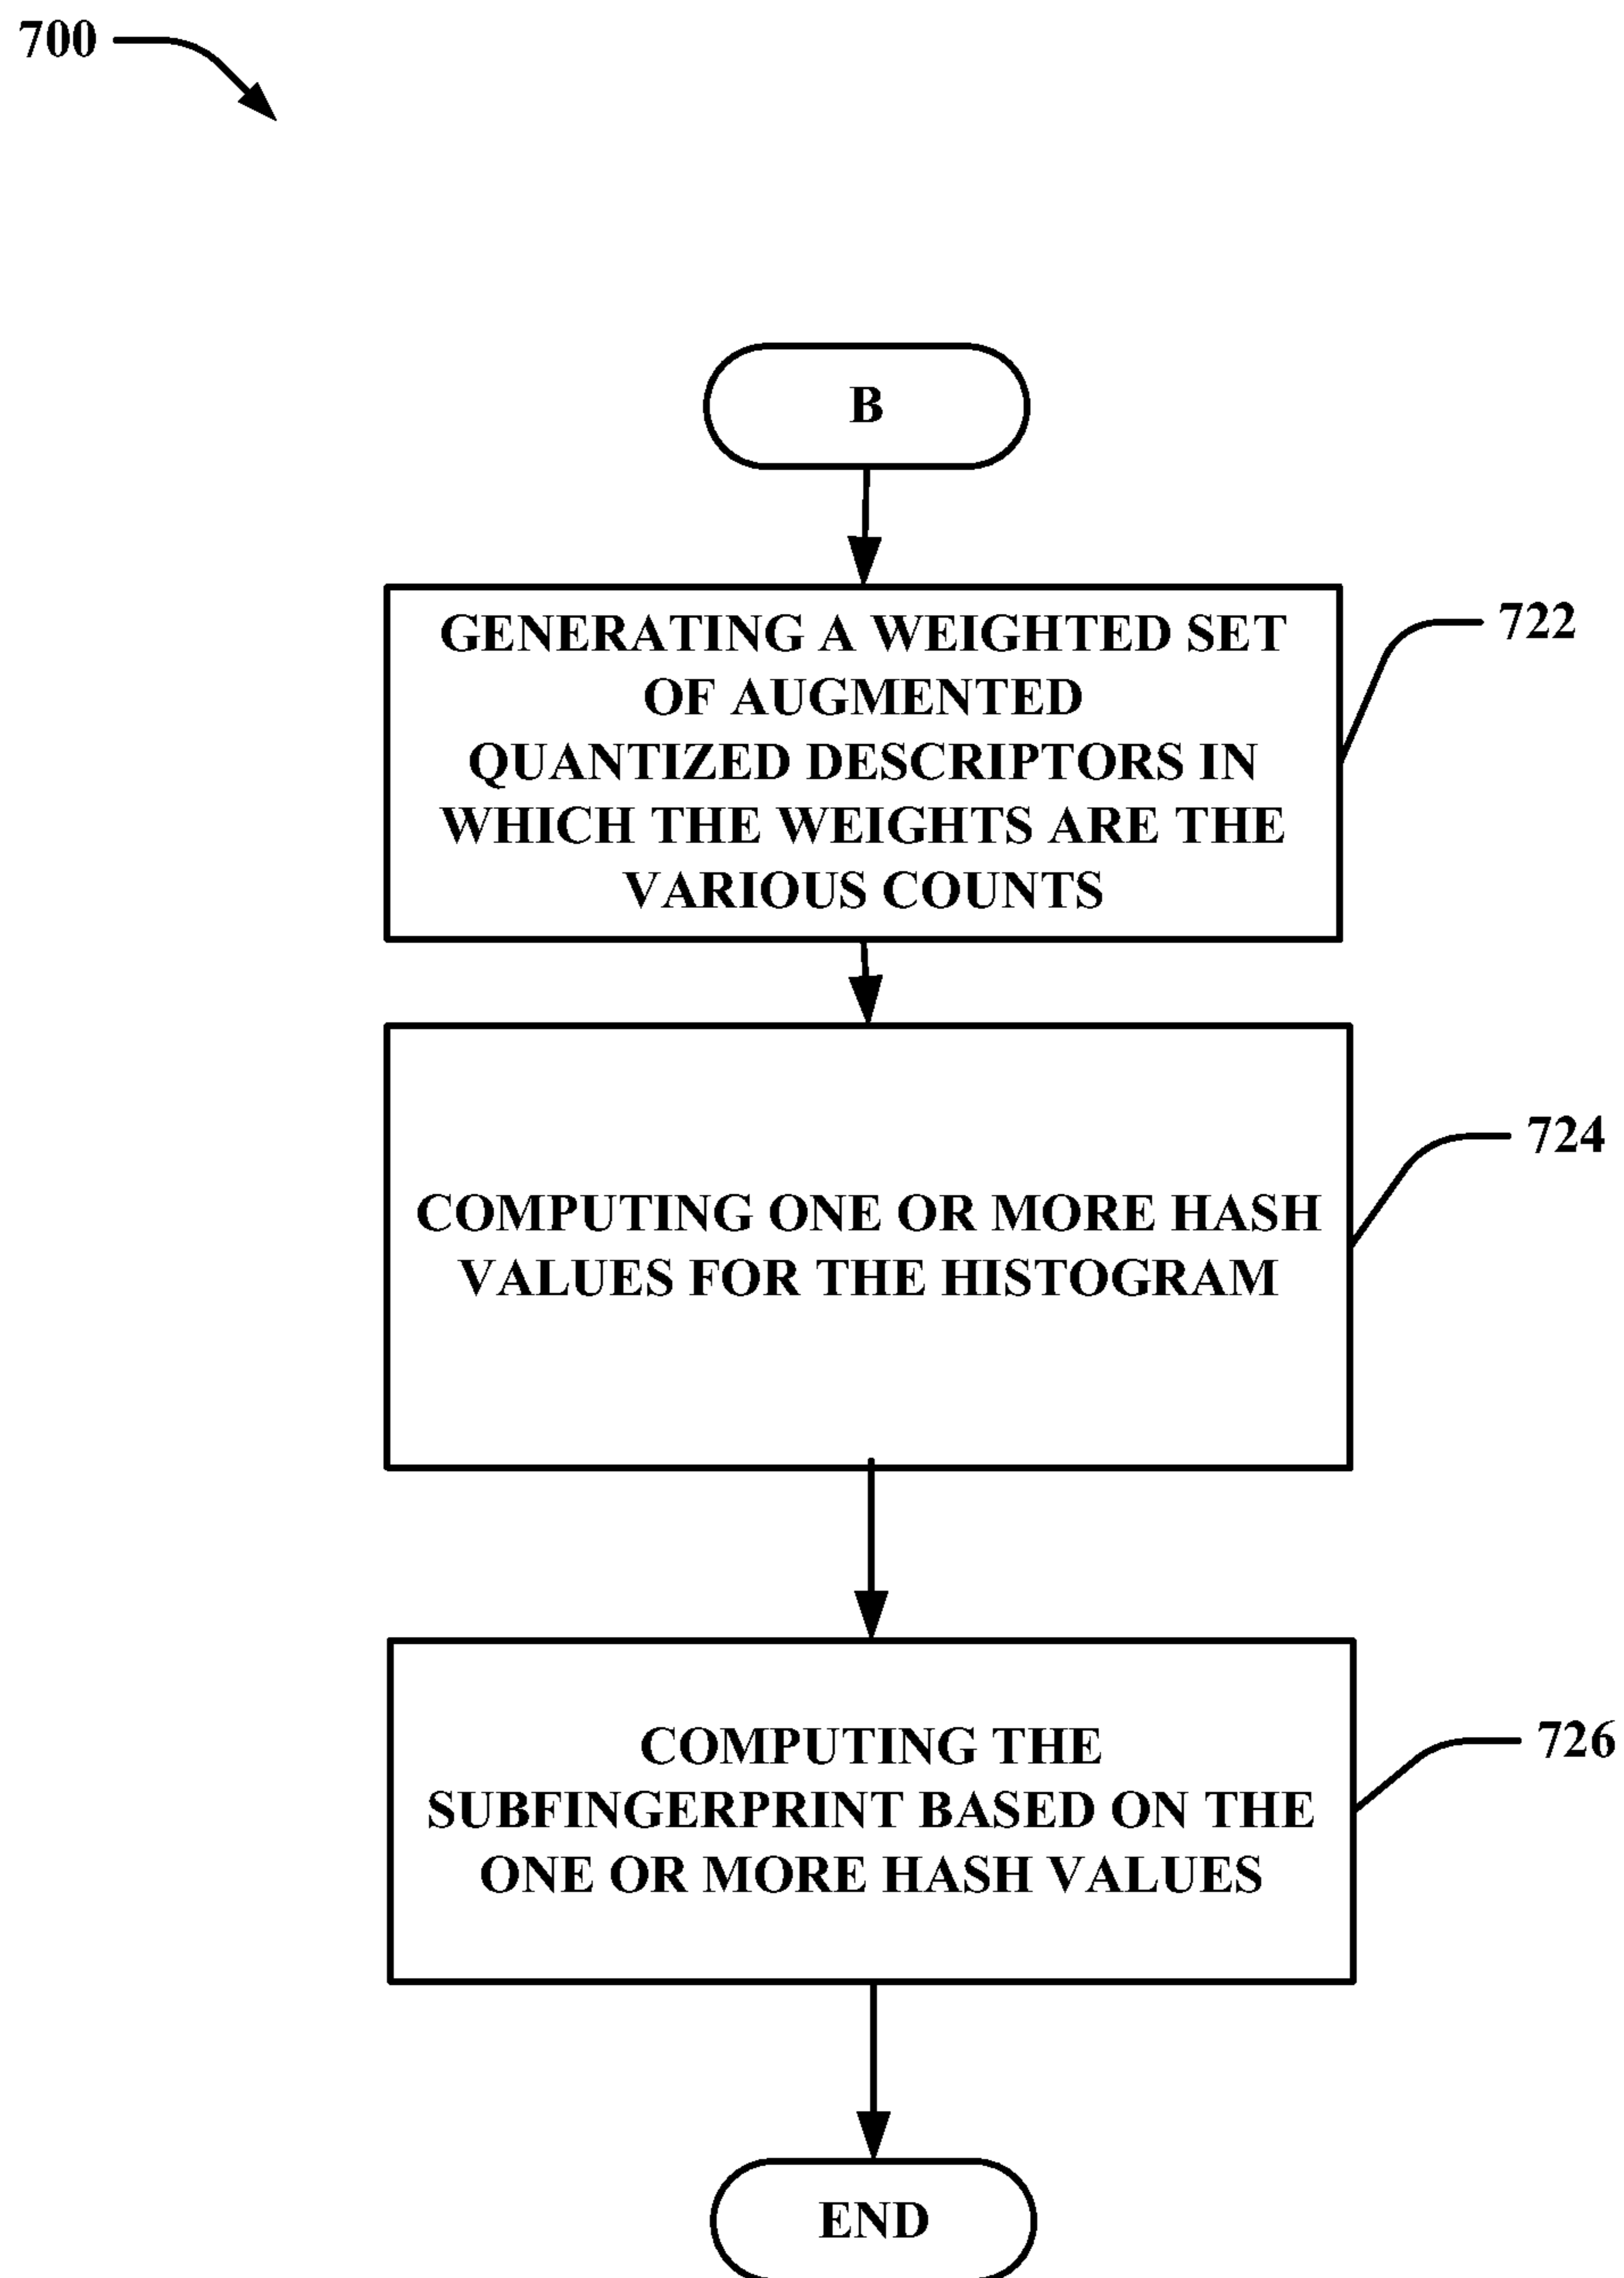 700
B
GENERATING A WEIGHTED SET
OF AUGMENTED
QUANTIZED DESCRIPTORS IN
WHICH THE WEIGHTS ARE THE
VARIOUS COUNTS
722
COMPUTING ONE OR MORE HASH
VALUES FOR THE HISTOGRAM
724
COMPUTING THE
SUBFINGERPRINT BASED ON THE
ONE OR MORE HASH VALUES
726
END